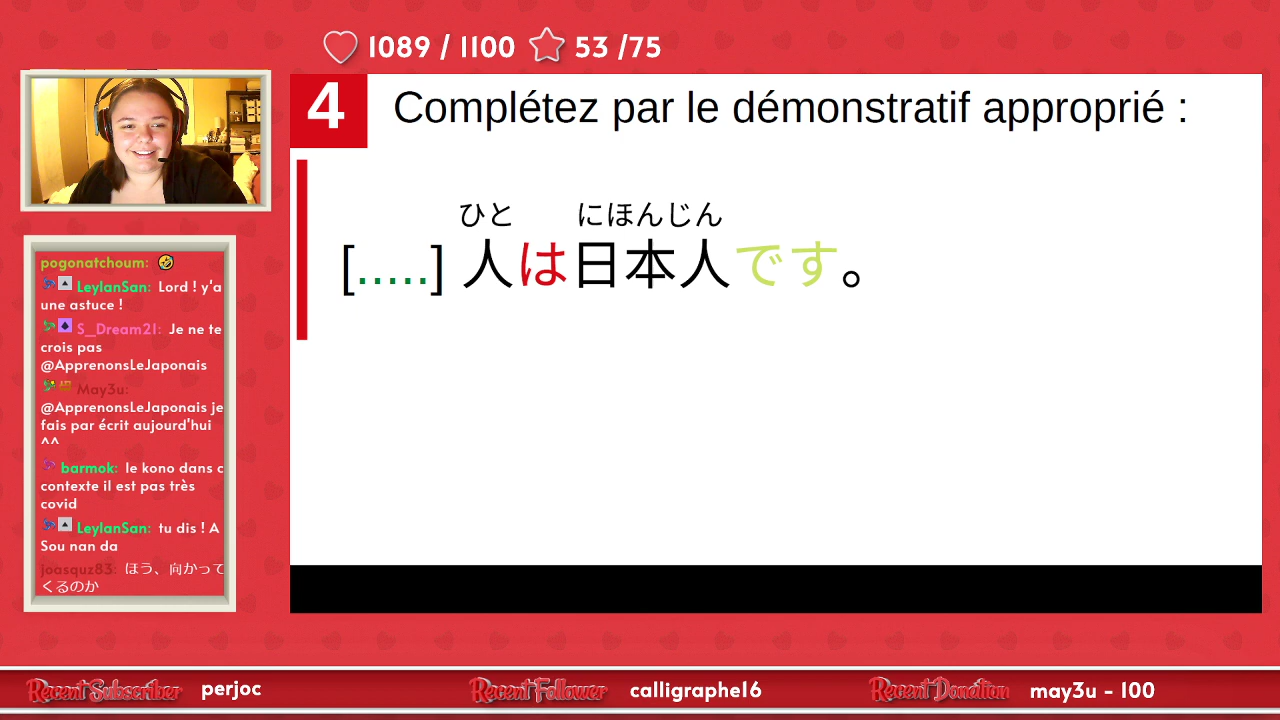 1089 / 1100 53 /75
4 Complétez par le démonstratif approprié :
ひと にほんじん
[.....] 人は日本人です。
pogonatchoum:
LeylanSan: Lord ! y'a
une astuce !
S_Dream21: Je ne te
crois pas
@ApprenonsLeJaponais
May3u:
@ApprenonsLeJaponais je
fais par écrit aujourd'hui
^^
barmok: le kono dans c
contexte il est pas très
covid
LeylanSan: tu dis ! A
Sou nan da
joasquz83: ほう、向かって
くるのか
Recent Subscriber perjoc Recent Follower calligraphe16 Recent Donation may3u - 100